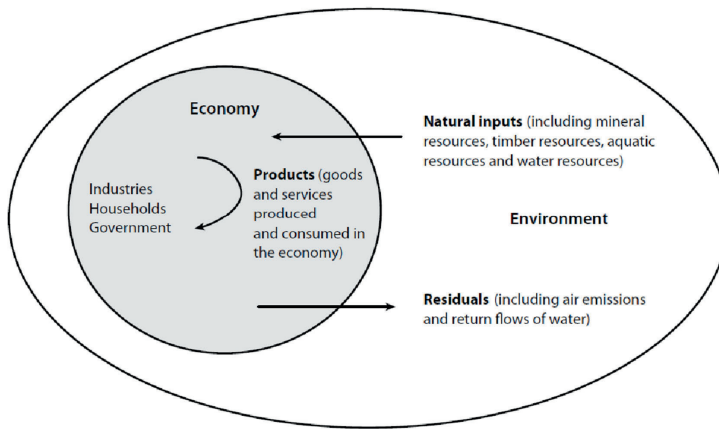 Economy
Natural inputs (including mineral
resources, timber resources, aquatic
resources and water resources)
Industries
Households
Government
Products (goods
and services
produced
and consumed in
the economy)
Environment
Residuals (including air emissions
and return flows of water)